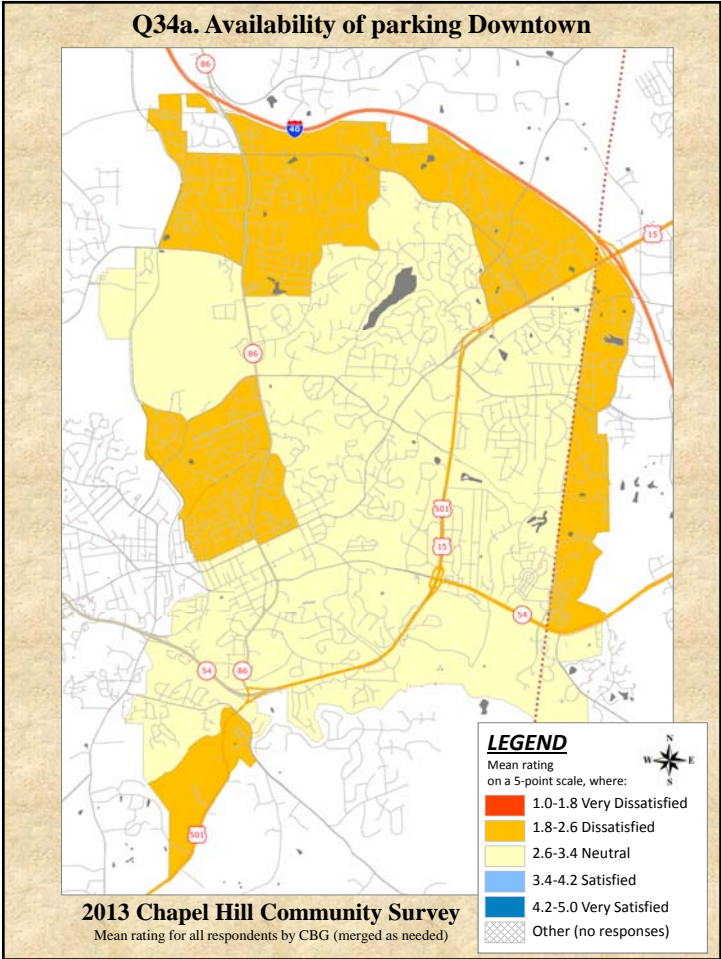 Q34a. Availability of parking Downtown
86
40
15
86
501
15
54
54
86
501
LEGEND
Mean rating
on a 5-point scale, where:
N
W
E
S
1.0-1.8 Very Dissatisfied
1.8-2.6 Dissatisfied
2.6-3.4 Neutral
3.4-4.2 Satisfied
4.2-5.0 Very Satisfied
Other (no responses)
2013 Chapel Hill Community Survey
Mean rating for all respondents by CBG (merged as needed)